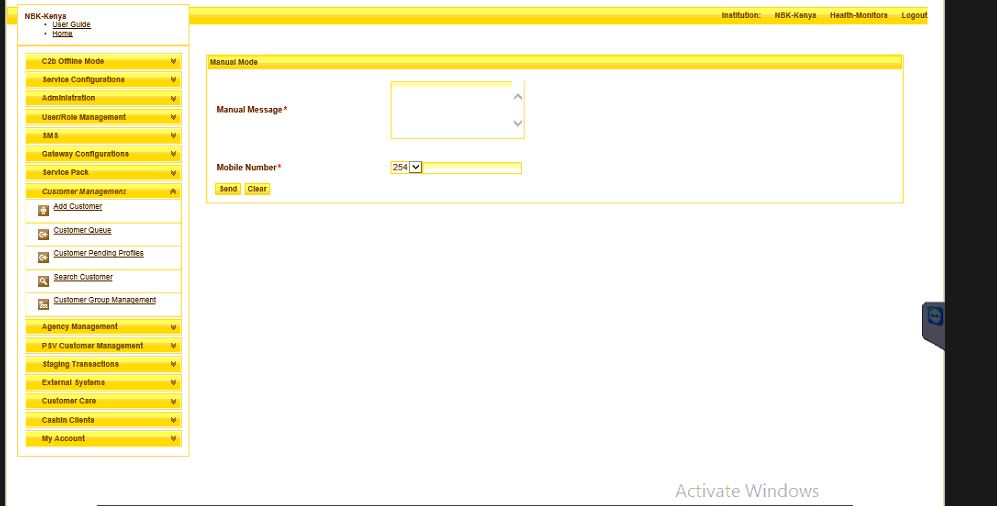 NBK-Kenya
User Guide
Home
Institution: NBK-Kenya Health-Monitors Logout
C2b Offline Mode
Service Configurations
Administration
User/Role Management
SMS
Gateway Configurations
Service Pack
Customer Management
Add Customer
Customer Queue
Customer Pending Profiles
Search Customer
Customer Group Management
Agency Management
PSV Customer Management
Staging Transactions
External Systems
Customer Care
Cashin Clients
My Account
Manual Mode
Manual Message*
Mobile Number* 254
Send Clear
Activate Windows